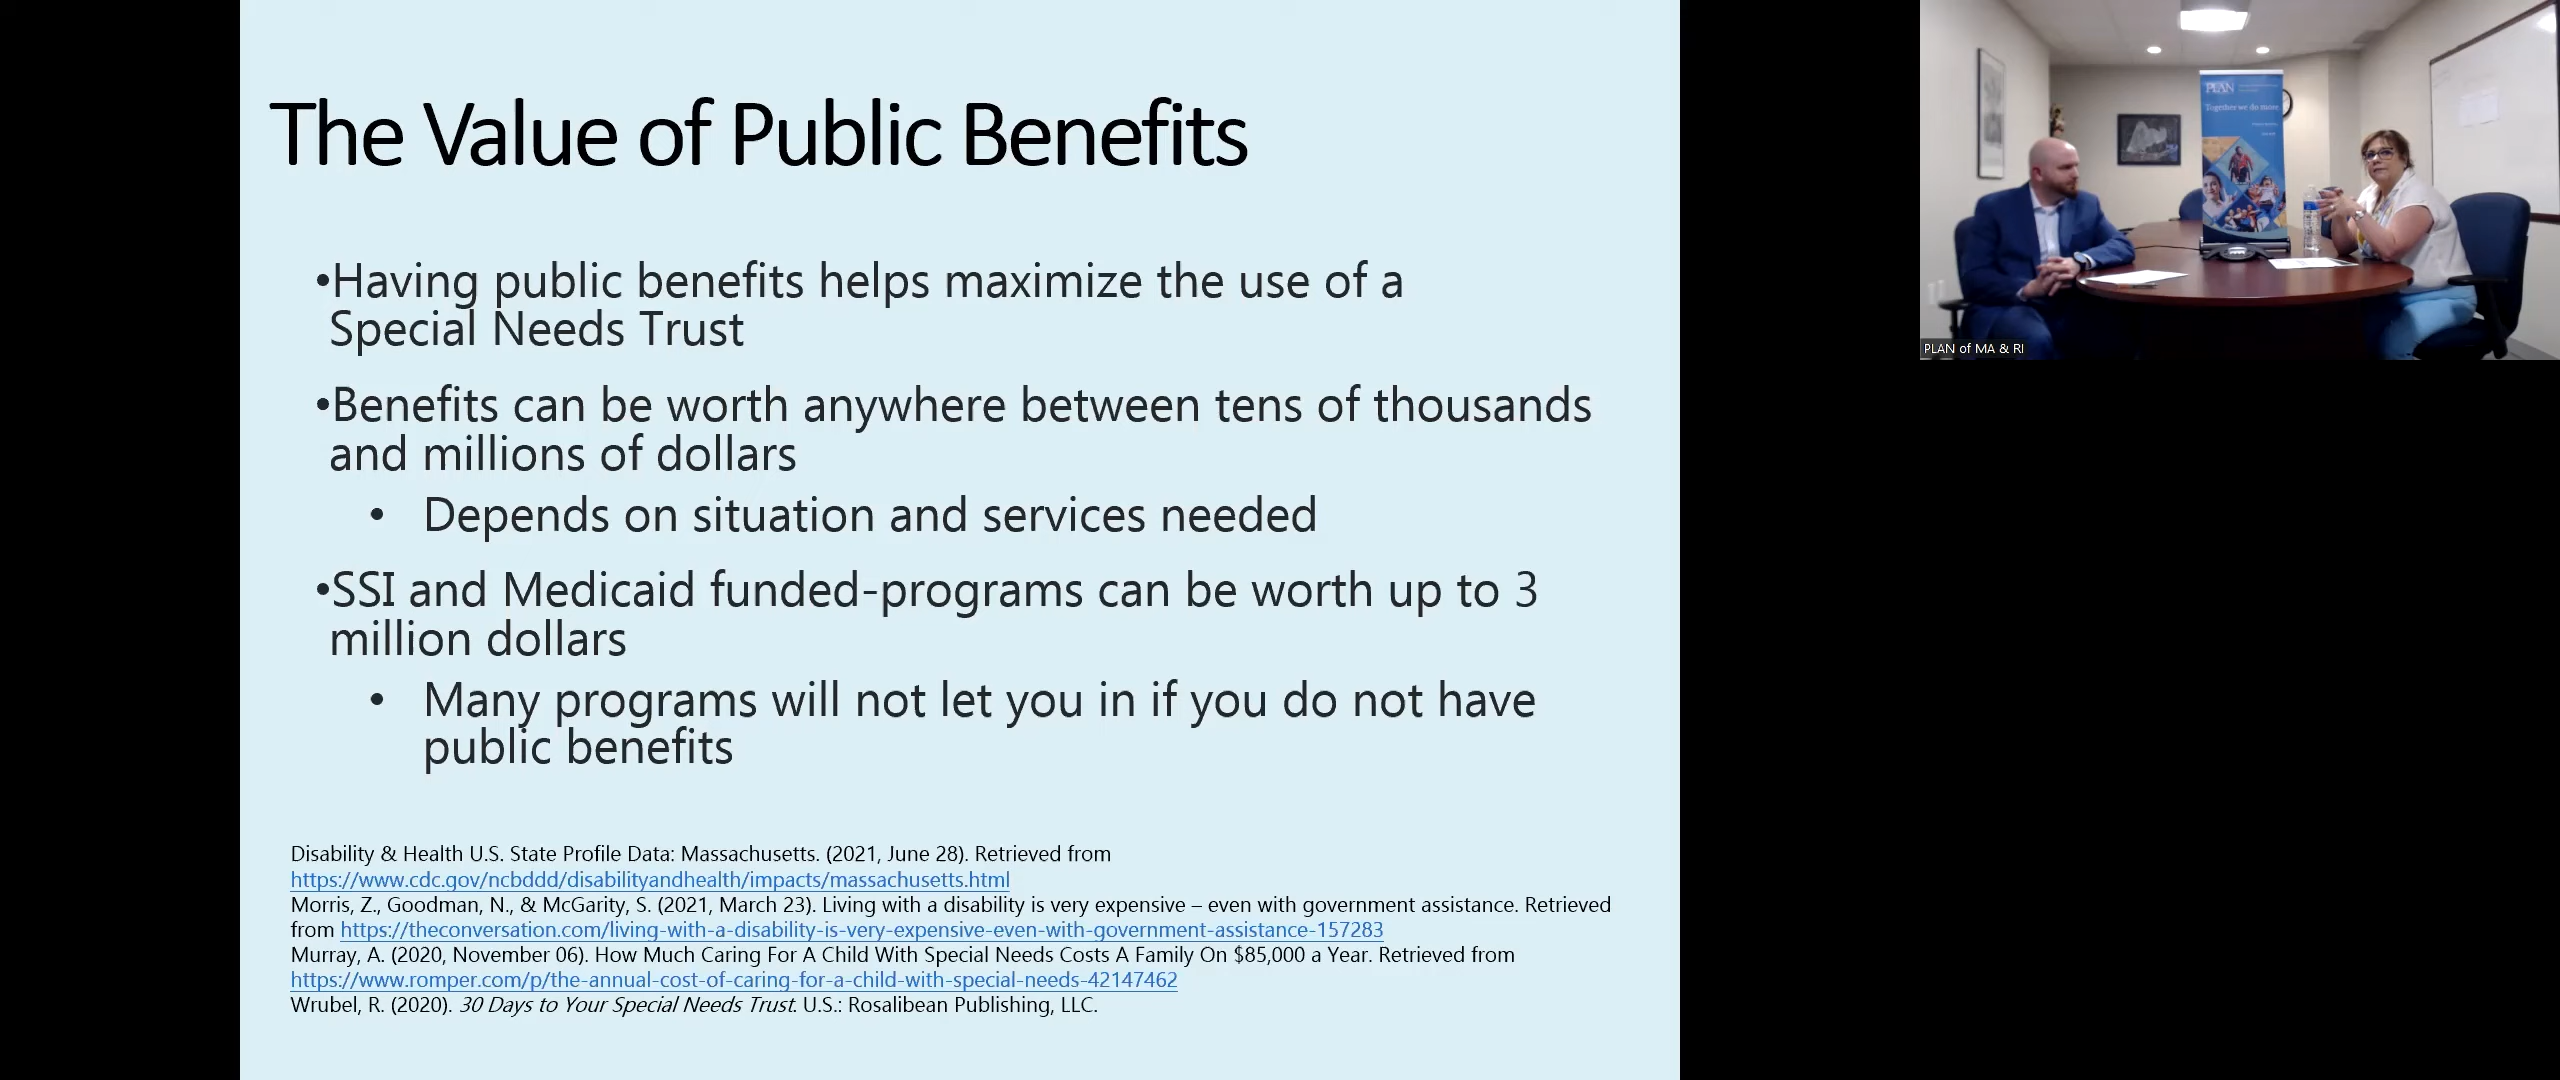 The Value of Public Benefits
•Having public benefits helps maximize the use of a
Special Needs Trust
•Benefits can be worth anywhere between tens of thousands
and millions of dollars
• Depends on situation and services needed
•SSI and Medicaid funded-programs can be worth up to 3
million dollars
• Many programs will not let you in if you do not have
public benefits
Disability & Health U.S. State Profile Data: Massachusetts. (2021, June 28). Retrieved from
https://www.cdc.gov/ncbddd/disabilityandhealth/impacts/massachusetts.html
Morris, Z., Goodman, N., & McGarity, S. (2021, March 23). Living with a disability is very expensive – even with government assistance. Retrieved
from https://theconversation.com/living-with-a-disability-is-very-expensive-even-with-government-assistance-157283
Murray, A. (2020, November 06). How Much Caring For A Child With Special Needs Costs A Family On $85,000 a Year. Retrieved from
https://www.romper.com/p/the-annual-cost-of-caring-for-a-child-with-special-needs-42147462
Wrubel, R. (2020). 30 Days to Your Special Needs Trust. U.S.: Rosalibean Publishing, LLC.
PLAN
Together we do more.
PLAN of MA & RI